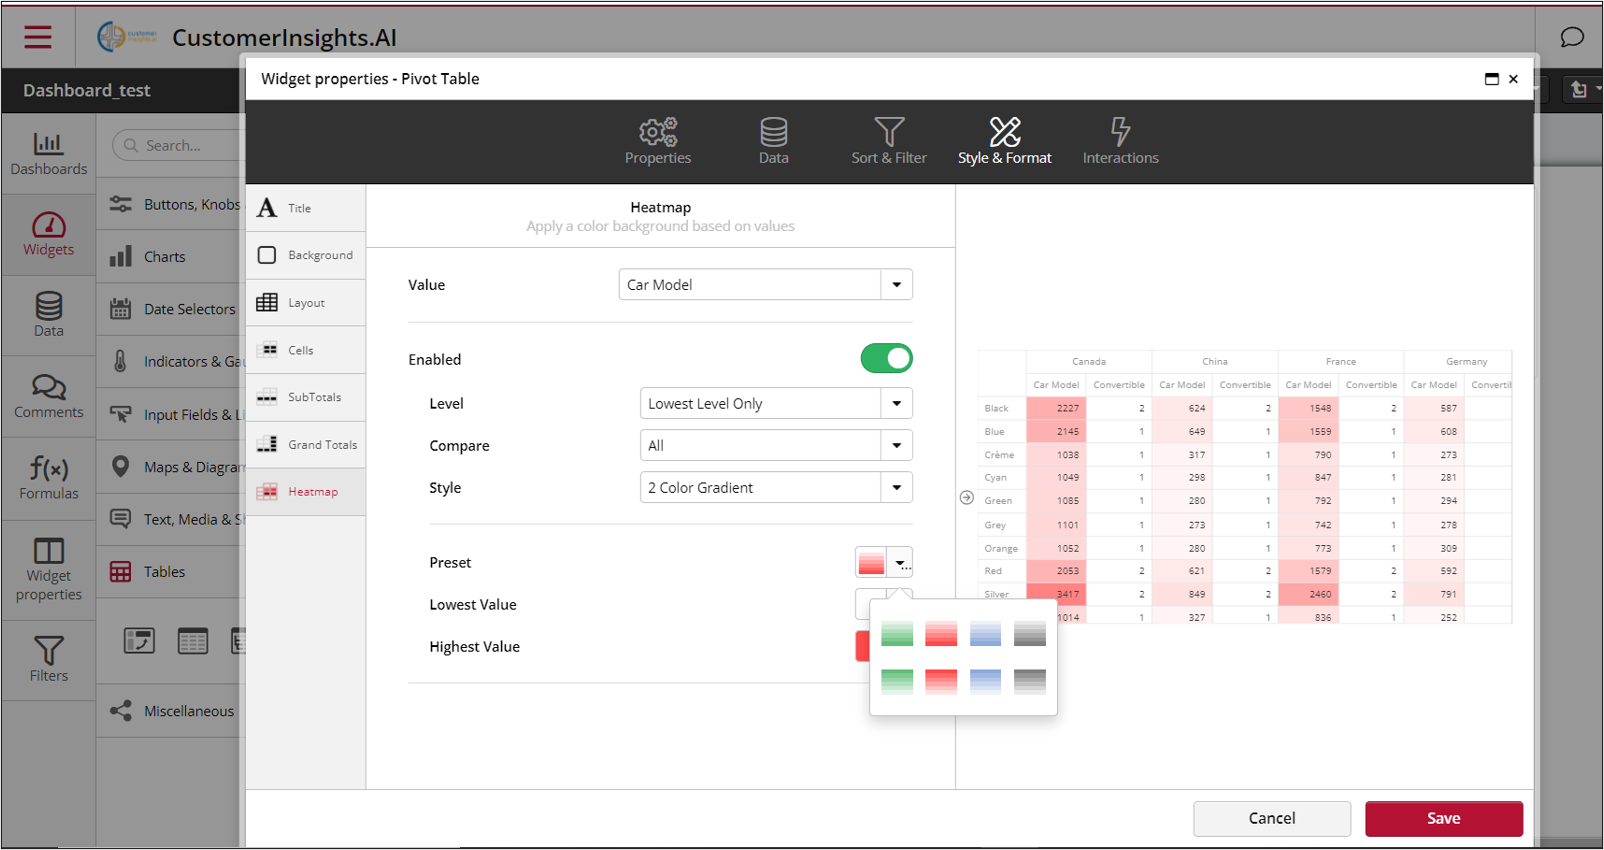 customer
insights.ai
CustomerInsights.AI
Dashboard_test
Widget properties - Pivot Table
Properties
Data
Sort & Filter
Style & Format
Interactions
Dashboards
Widgets
Data
Comments
Formulas
Widget
properties
Filters
Search...
Buttons, Knobs
Charts
Date Selectors
Indicators & Gau
Input Fields & Li
Maps & Diagram
Text, Media & Sh
Tables
Miscellaneous
Title
Background
Layout
Cells
SubTotals
Grand Totals
Heatmap
Heatmap
Apply a color background based on values
Value
Car Model
Enabled
Level
Lowest Level Only
Compare
All
Style
2 Color Gradient
Preset
...
Lowest Value
Highest Value
Canada China France Germany
Car Model Convertible Car Model Convertible Car Model Convertible Car Model Convertil
Black 2227 2 624 2 1548 2 587
Blue 2145 1 649 1 1559 1 608
Crème 1038 1 317 1 790 1 273
Cyan 1049 1 298 1 847 1 281
Green 1085 1 280 1 792 1 294
Grey 1101 1 273 1 742 1 278
Orange 1052 1 280 1 773 1 309
Red 2053 2 621 2 1579 2 592
Silver 3417 2 849 2 2460 2 791
1014 1 327 1 836 1 252
Cancel
Save